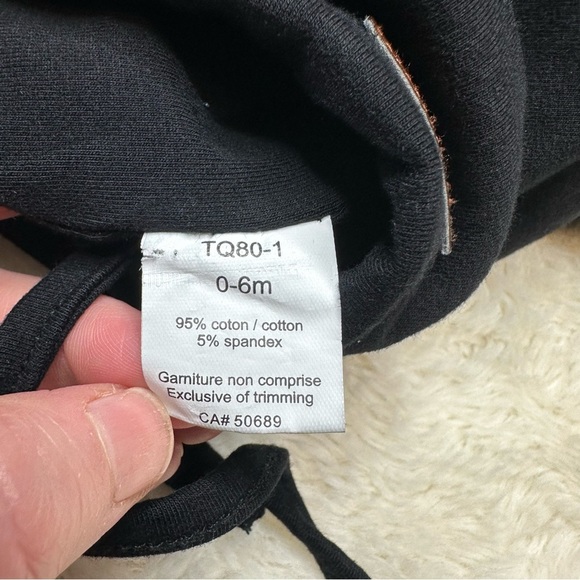 TQ80-1
0-6m
95% coton / cotton
5% spandex
Garniture non comprise
Exclusive of trimming
CA# 50689